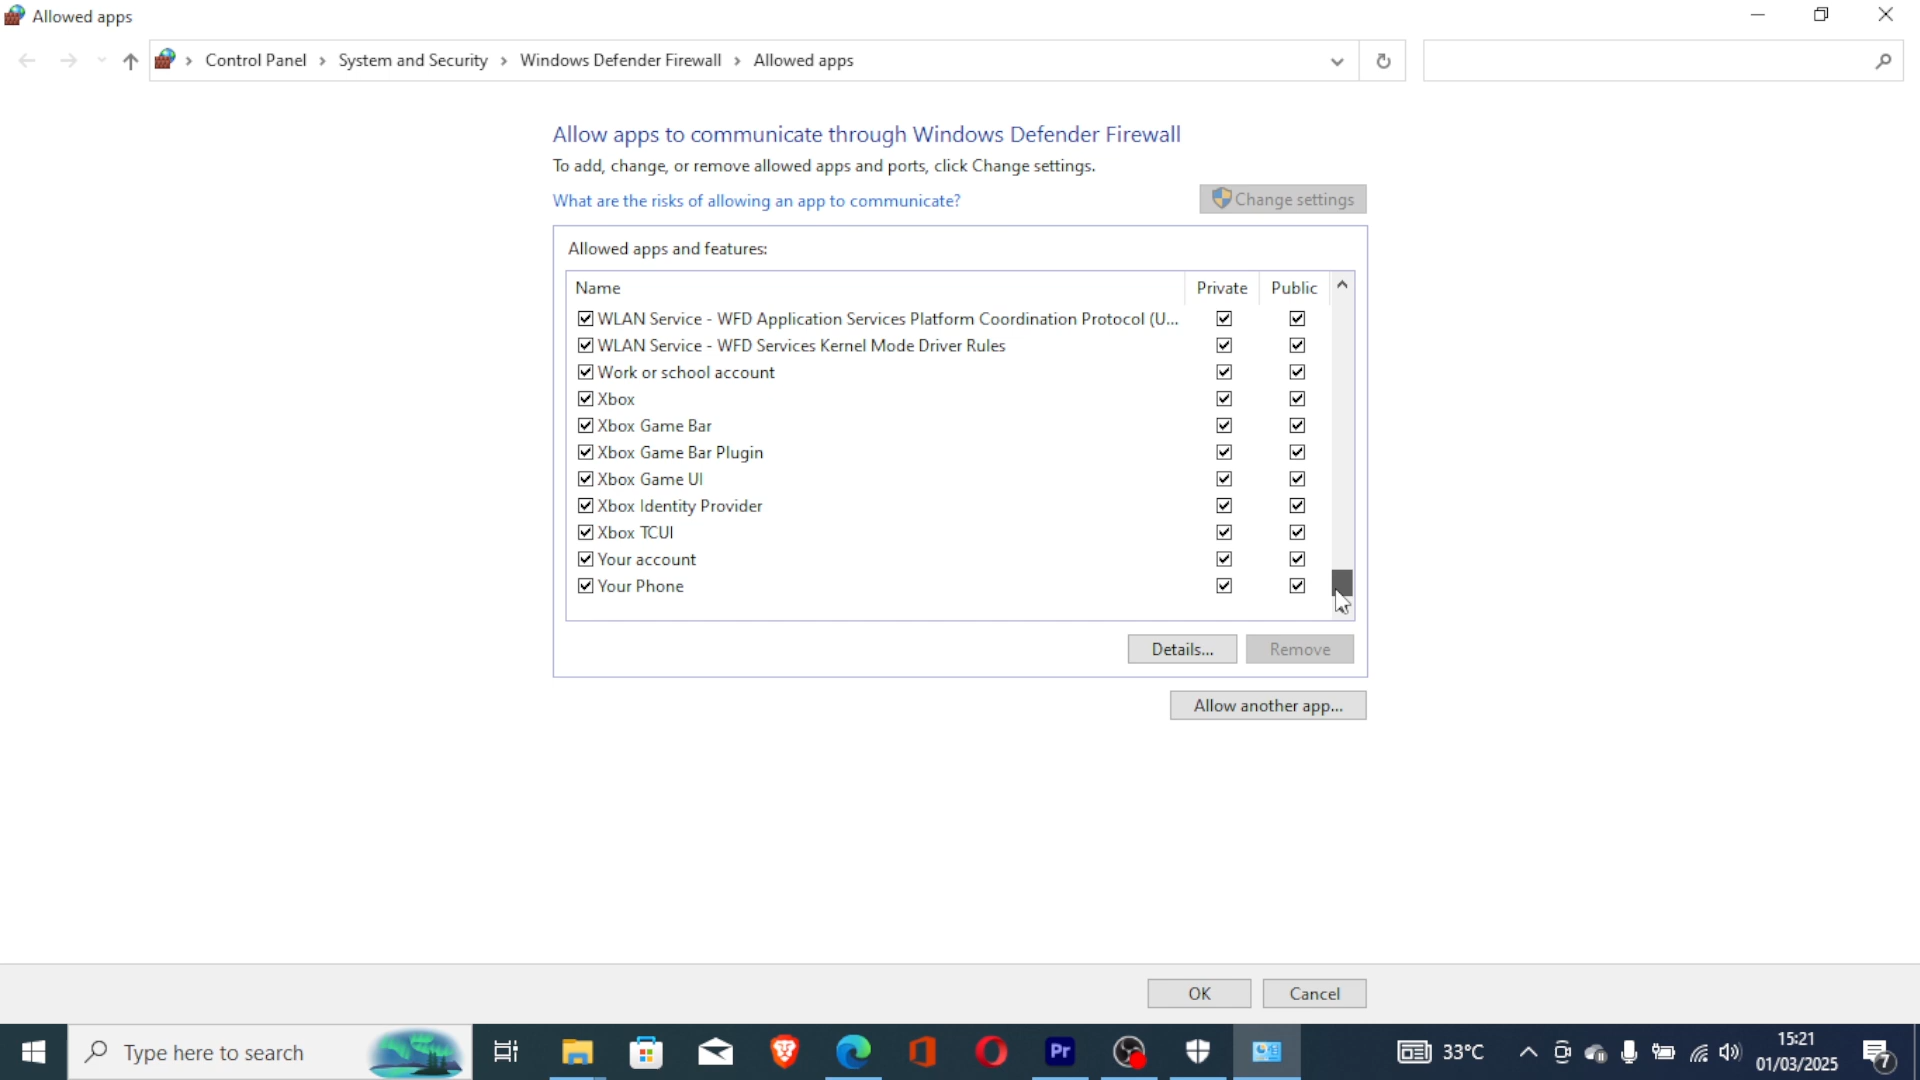 Allowed apps
Control Panel > System and Security > Windows Defender Firewall > Allowed apps
Allow apps to communicate through Windows Defender Firewall
To add, change, or remove allowed apps and ports, click Change settings.
What are the risks of allowing an app to communicate?
Change settings
Allowed apps and features:
Name Private Public
WLAN Service - WFD Application Services Platform Coordination Protocol (U...
WLAN Service - WFD Services Kernel Mode Driver Rules
Work or school account
Xbox
Xbox Game Bar
Xbox Game Bar Plugin
Xbox Game UI
Xbox Identity Provider
Xbox TCUI
Your account
Your Phone
Details... Remove
Allow another app...
OK Cancel
Type here to search
Pr
33°C
15:21
01/03/2025
7